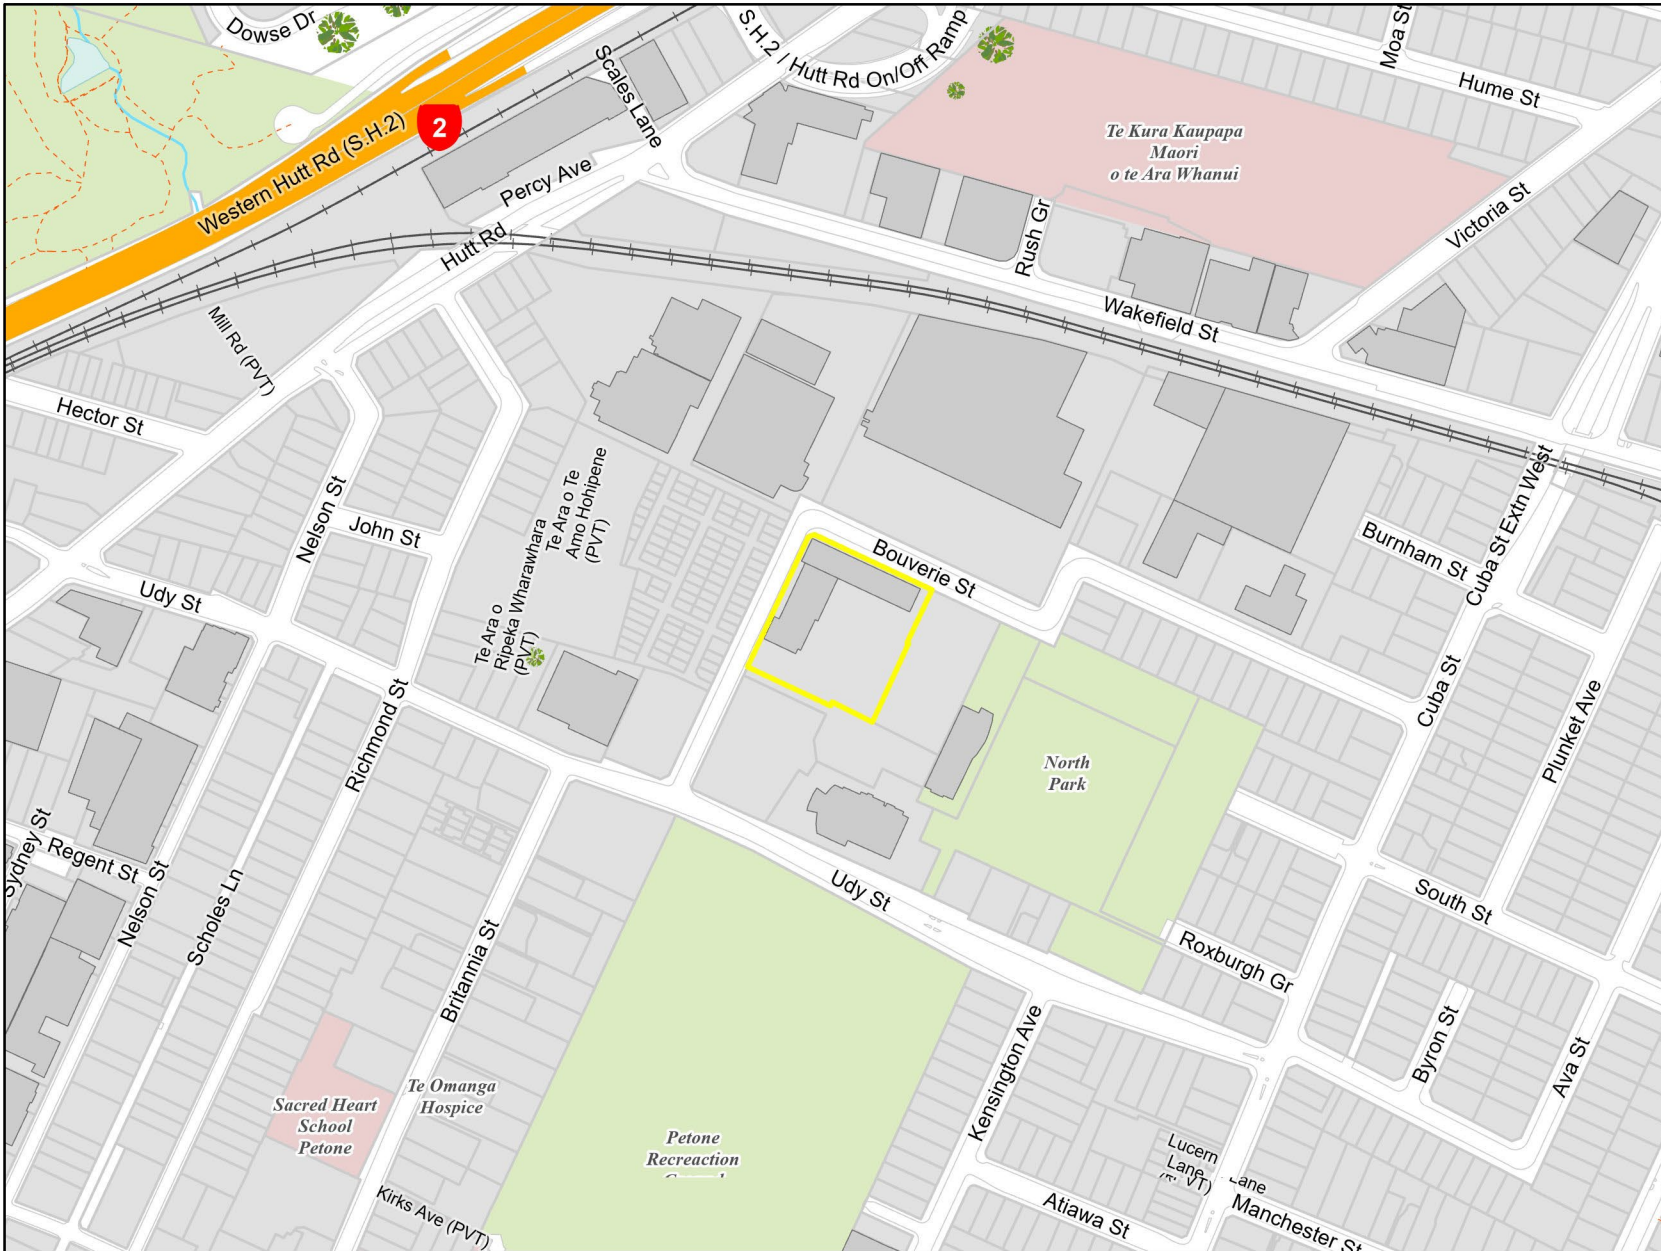 Dowse Dr
S.H.2 / Hutt Rd On/Off Ramp
Moa St
Hume St
Scales Lane
2
Western Hutt Rd (S.H.2)
Te Kura Kaupapa
Maori
o te Ara Whanui
Percy Ave
Hutt Rd
Rush Gr
Victoria St
Mill Rd (PVT)
Wakefield St
Hector St
Nelson St
John St
Te Ara o Te
Amo Hohipene
(PVT)
Te Ara o
Ripeka Wharawhara
(PVT)
Bouverie St
Burnham St
Cuba St Extn West
Udy St
Richmond St
Cuba St
Plunket Ave
North
Park
Sydney St
Regent St
Nelson St
Scholes Ln
Britannia St
Udy St
South St
Roxburgh Gr
Kensington Ave
Byron St
Ava St
Te Omanga
Hospice
Sacred Heart
School
Petone
Petone
Recreaction
Lucern
Lane
Lane
Kirks Ave (PVT)
Atiawa St
Manchester St